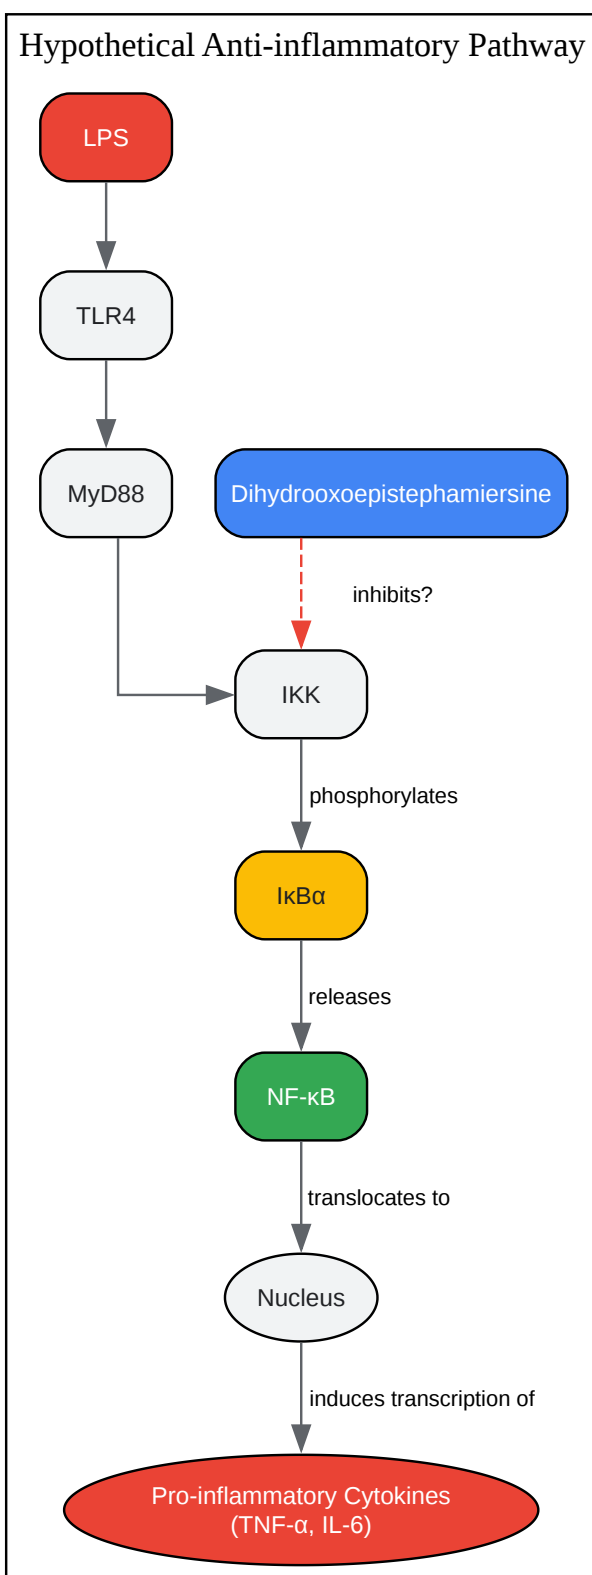 Hypothetical Anti-inflammatory Pathway
LPS
TLR4
MyD88
Dihydrooxoepistephamiersine
inhibits?
IKK
phosphorylates
IκBα
releases
NF-κB
translocates to
Nucleus
induces transcription of
Pro-inflammatory Cytokines
(TNF-α, IL-6)